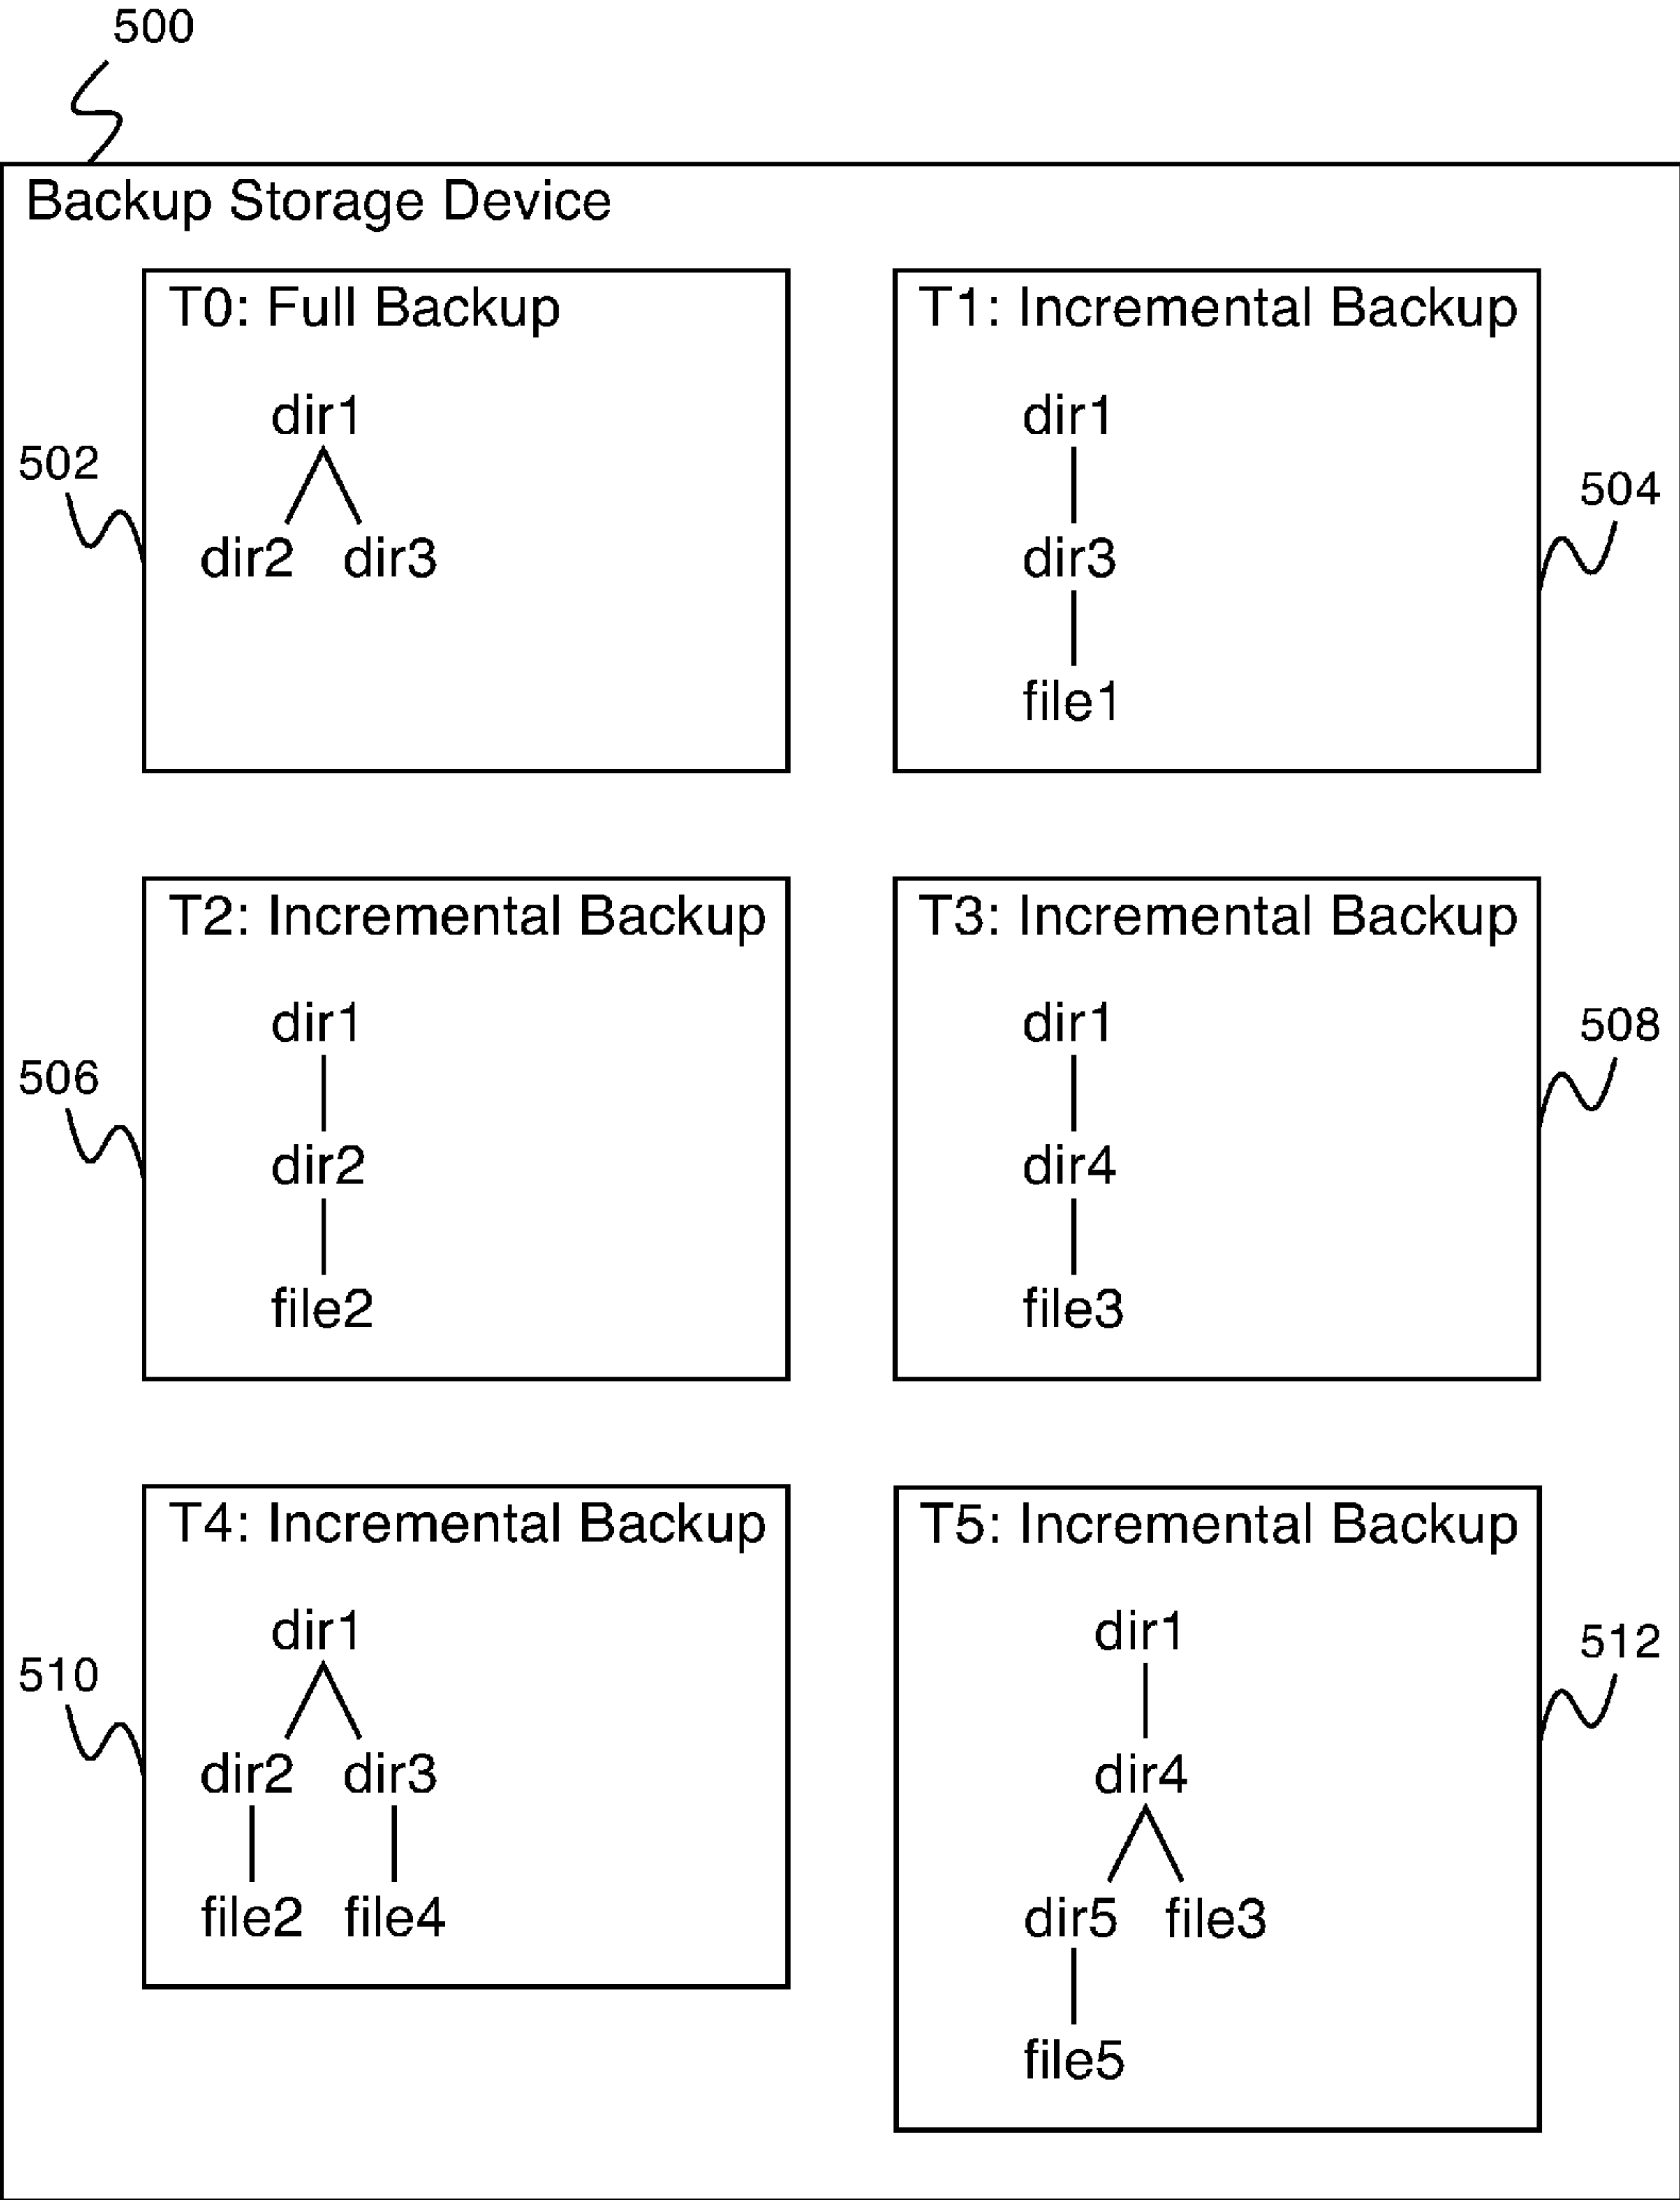 500
Backup Storage Device
T0: Full Backup
dir1
502
dir2 dir3
T1: Incremental Backup
dir1
504
dir3
file1
T2: Incremental Backup
dir1
506
dir2
file2
T3: Incremental Backup
dir1
508
dir4
file3
T4: Incremental Backup
dir1
510
dir2 dir3
file2 file4
T5: Incremental Backup
dir1
512
dir4
dir5 file3
file5